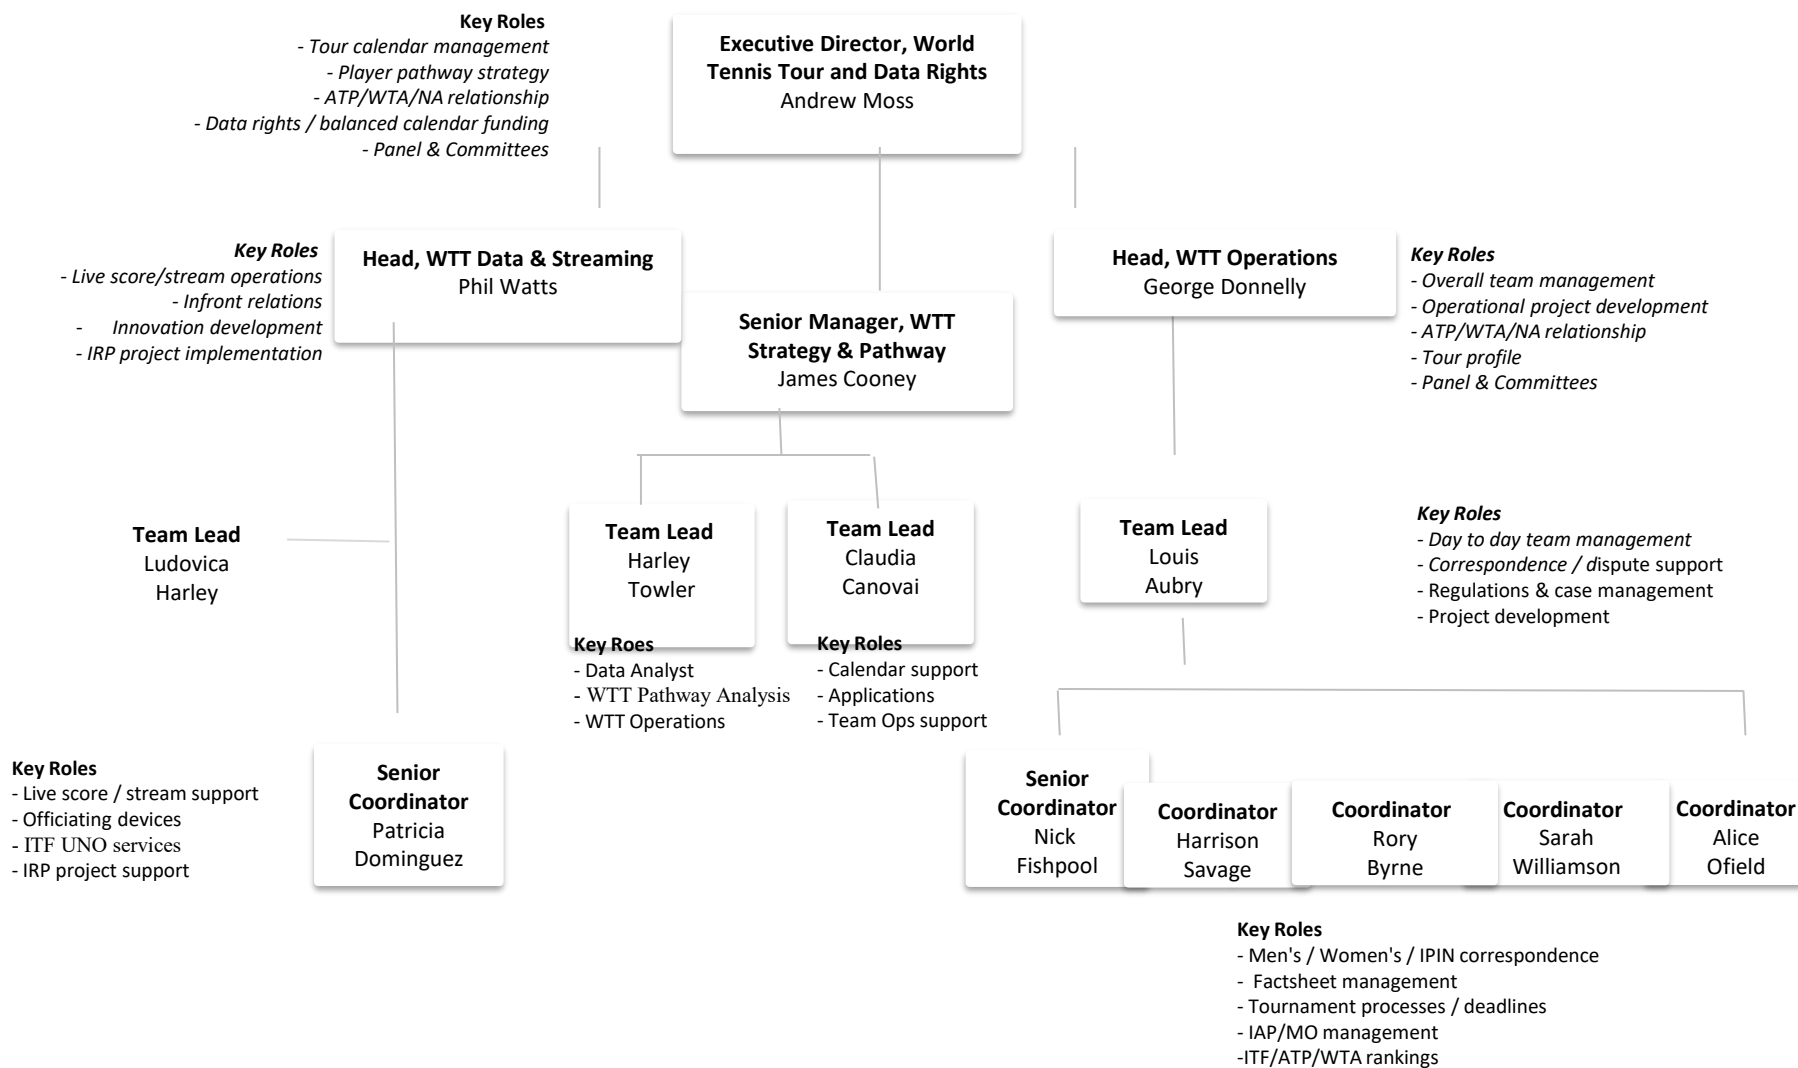 Key Roles
- Tour calendar management
- Player pathway strategy
- ATP/WTA/NA relationship
- Data rights / balanced calendar funding
- Panel & Committees
Executive Director, World
Tennis Tour and Data Rights
Andrew Moss
Key Roles
- Live score/stream operations
- Infront relations
- Innovation development
- IRP project implementation
Head, WTT Data & Streaming
Phil Watts
Senior Manager, WTT
Strategy & Pathway
James Cooney
Head, WTT Operations
George Donnelly
Key Roles
- Overall team management
- Operational project development
- ATP/WTA/NA relationship
- Tour profile
- Panel & Committees
Team Lead
Ludovica
Harley
Team Lead
Harley
Towler
Key Roes
- Data Analyst
- WTT Pathway Analysis
- WTT Operations
Team Lead
Claudia
Canovai
Key Roles
- Calendar support
- Applications
- Team Ops support
Team Lead
Louis
Aubry
Key Roles
- Day to day team management
- Correspondence / dispute support
- Regulations & case management
- Project development
Key Roles
- Live score / stream support
- Officiating devices
- ITF UNO services
- IRP project support
Senior
Coordinator
Patricia
Dominguez
Senior
Coordinator
Nick
Fishpool
Coordinator
Harrison
Savage
Coordinator
Rory
Byrne
Coordinator
Sarah
Williamson
Coordinator
Alice
Ofield
Key Roles
- Men's / Women's / IPIN correspondence
- Factsheet management
- Tournament processes / deadlines
- IAP/MO management
-ITF/ATP/WTA rankings